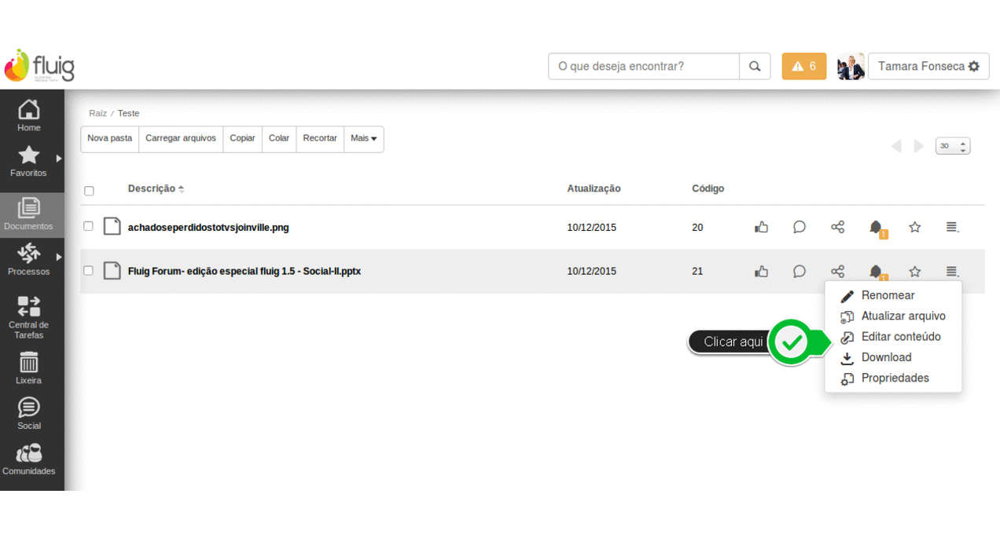 fluig
O que deseja encontrar?
6
Tamara Fonseca
Home
Favoritos
Documentos
Processos
Central de
Tarefas
Lixeira
Social
Comunidades
Raíz / Teste
Nova pasta
Carregar arquivos
Copiar
Colar
Recortar
Mais
30
Descrição
Atualização
Código
achadoseperdidostotvsjoinville.png
10/12/2015
20
1
Fluig Forum- edição especial fluig 1.5 - Social-II.pptx
10/12/2015
21
1
Renomear
Atualizar arquivo
Editar conteúdo
Download
Propriedades
Clicar aqui